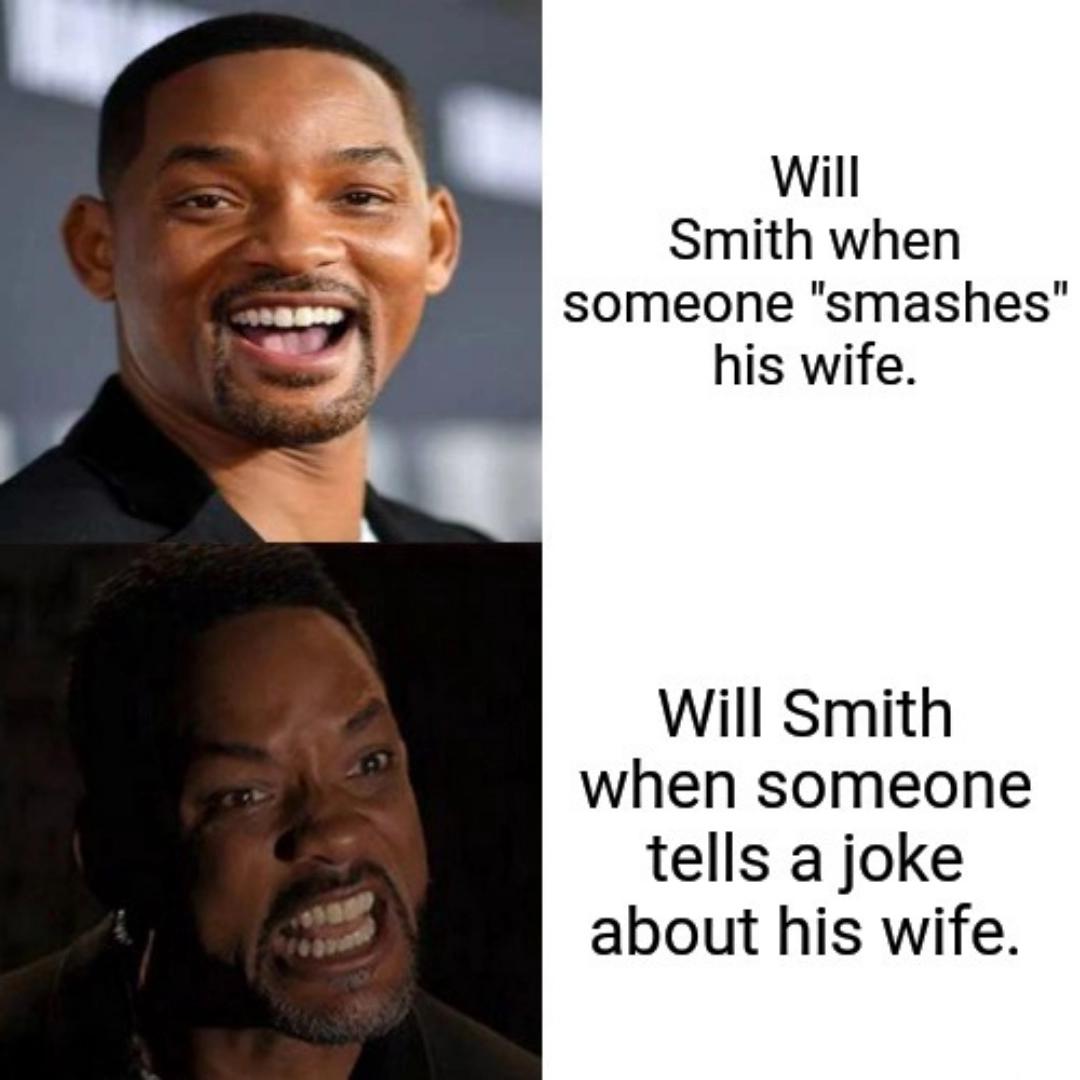 Will
Smith when
someone "smashes"
his wife.
Will Smith
when someone
tells a joke
about his wife.